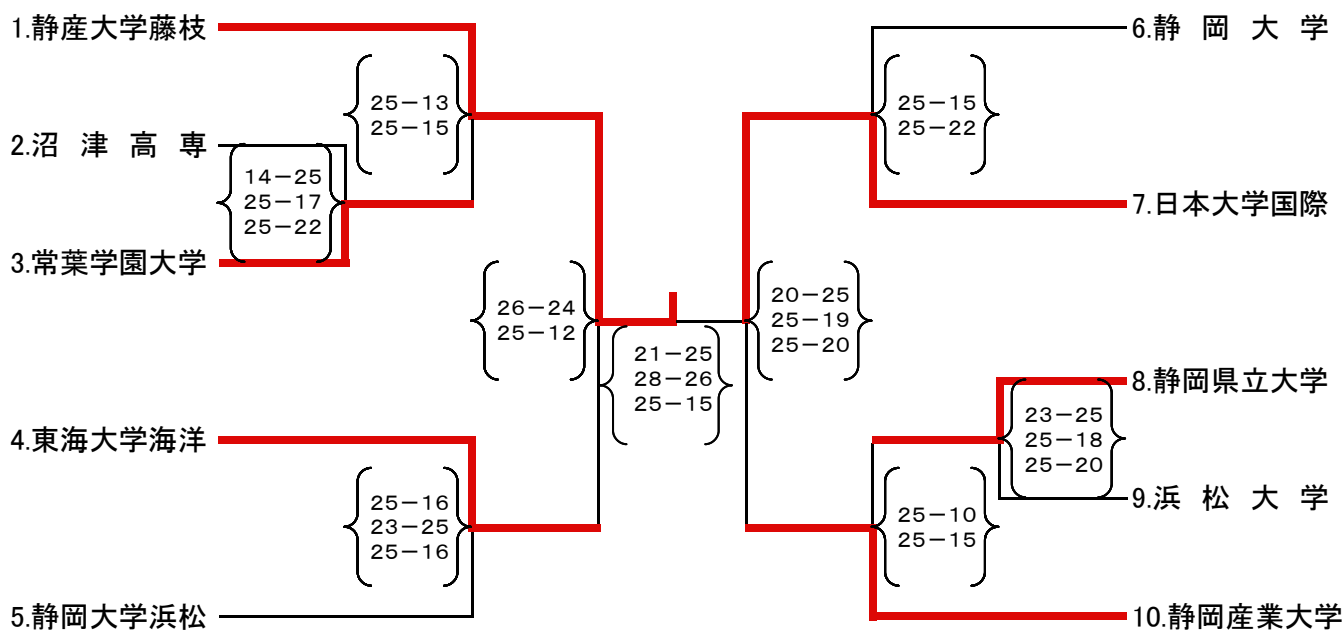 1.静産大学藤枝
25－13
25－15
2.沼 津 高 専
14－25
25－17
25－22
3.常葉学園大学
26－24
25－12
4.東海大学海洋
25－16
23－25
25－16
5.静岡大学浜松
21－25
28－26
25－15
6.静 岡 大 学
25－15
25－22
7.日本大学国際
20－25
25－19
25－20
8.静岡県立大学
23－25
25－18
25－20
9.浜 松 大 学
25－10
25－15
10.静岡産業大学